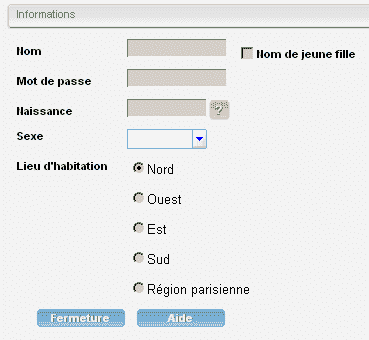 Informations
Nom
Nom de jeune fille
Mot de passe
Naissance
?
Sexe
Lieu d'habitation
Nord
Ouest
Est
Sud
Région parisienne
Fermeture
Aide